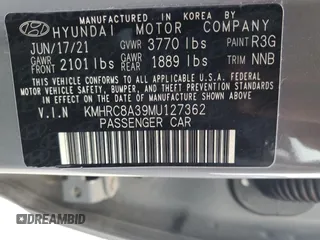 MANUFACTURED IN KOREA BY
HYUNDAI MOTOR COMPANY
JUN/17/21 GVWR 3770 lbs PAINT R3G
GAWR FRONT 2101 lbs GAWR RR 1889 lbs TRIM NNB
THIS VEHICLE CONFORMS TO ALL APPLICABLE
FEDERAL MOTOR VEHICLE SAFETY, BUMPER, AND
THEFT PREVENTION STANDARDS IN EFFECT ON
THE DATE OF MANUFACTURE SHOWN ABOVE.
V.I.N KMHRC8A39MU127362
PASSENGER CAR
© DREAMBID.COM